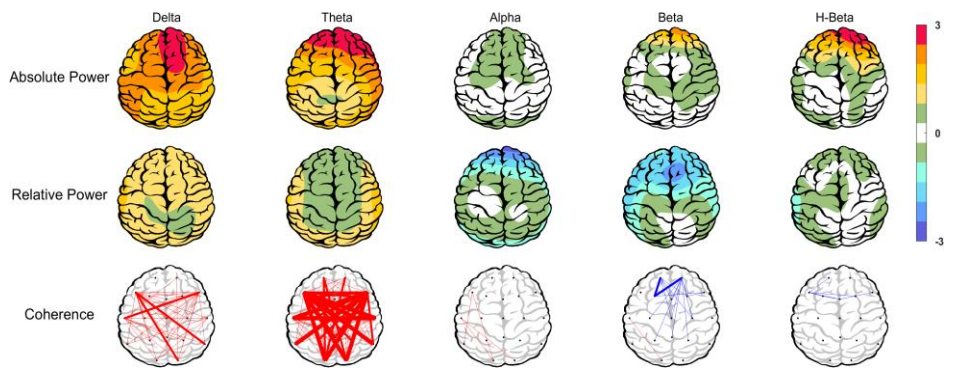 Delta Theta Alpha Beta H-Beta
3
Absolute Power
0
Relative Power
-3
Coherence